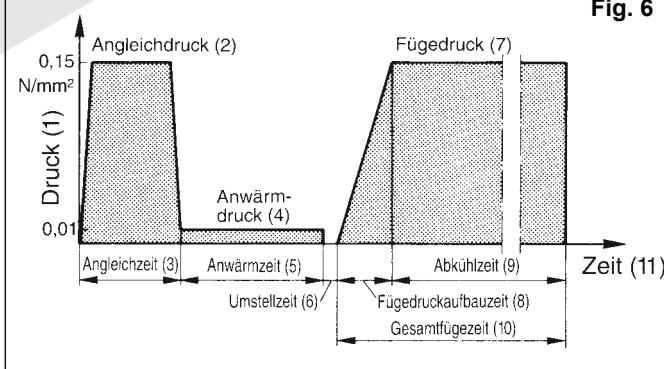 Fig. 6
Angleichdruck (2)
Fügedruck (7)
0,15
N/mm²
Druck (1)
Anwärm-
druck (4)
0,01
Angleichzeit (3)
Anwärmzeit (5)
Abkühlzeit (9)
Zeit (11)
Umstellzeit (6)
Fügedruckaufbauzeit (8)
Gesamtfügezeit (10)